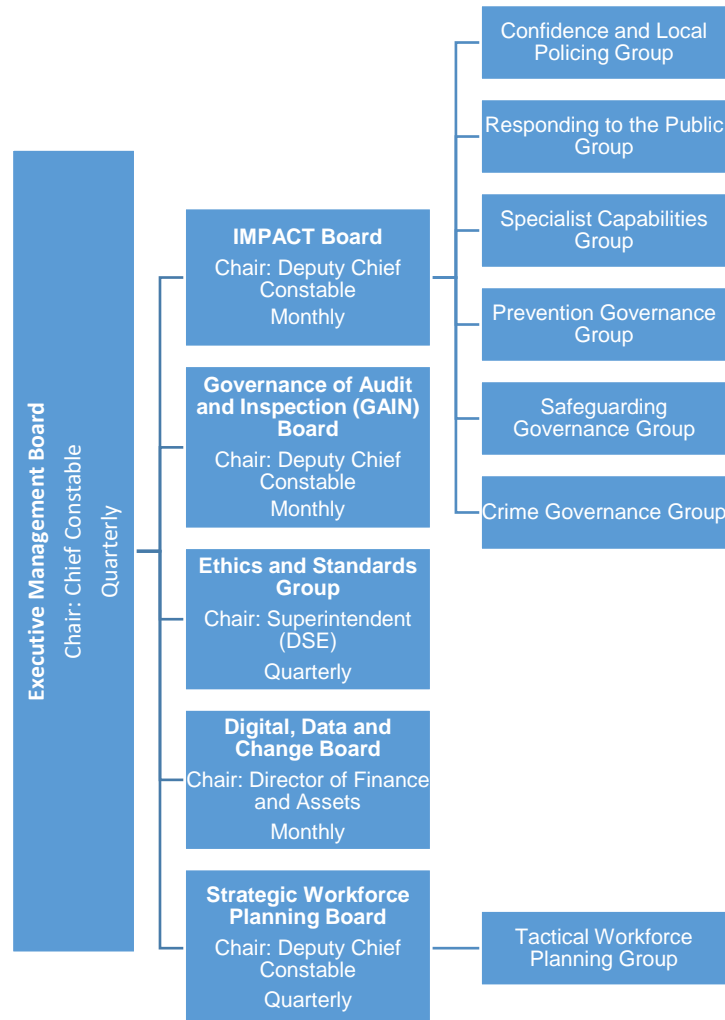 Executive Management Board
Chair: Chief Constable
Quarterly
IMPACT Board
Chair: Deputy Chief
Constable
Monthly
Governance of Audit
and Inspection (GAIN)
Board
Chair: Deputy Chief
Constable
Monthly
Ethics and Standards
Group
Chair: Superintendent
(DSE)
Quarterly
Digital, Data and
Change Board
Chair: Director of Finance
and Assets
Monthly
Strategic Workforce
Planning Board
Chair: Deputy Chief
Constable
Quarterly
Confidence and Local
Policing Group
Responding to the Public
Group
Specialist Capabilities
Group
Prevention Governance
Group
Safeguarding
Governance Group
Crime Governance Group
Tactical Workforce
Planning Group